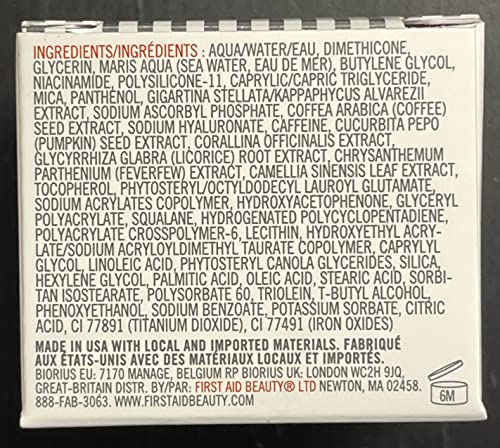 INGREDIENTS/INGRÉDIENTS : AQUA/WATER/EAU, DIMETHICONE,
GLYCERIN, MARIS AQUA (SEA WATER, EAU DE MER), BUTYLENE GLYCOL,
NIACINAMIDE, POLYSILICONE-11, CAPRYLIC/CAPRIC TRIGLYCERIDE,
MICA, PANTHENOL, GIGARTINA STELLATA/KAPPAPHYCUS ALVAREZII
EXTRACT, SODIUM ASCORBYL PHOSPHATE, COFFEA ARABICA (COFFEE)
SEED EXTRACT, SODIUM HYALURONATE, CAFFEINE, CUCURBITA PEPO
(PUMPKIN) SEED EXTRACT, CORALLINA OFFICINALIS EXTRACT,
GLYCYRRHIZA GLABRA (LICORICE) ROOT EXTRACT, CHRYSANTHEMUM
PARTHENIUM (FEVERFEW) EXTRACT, CAMELLIA SINENSIS LEAF EXTRACT,
TOCOPHEROL, PHYTOSTERYL/OCTYLDODECYL LAUROYL GLUTAMATE,
SODIUM ACRYLATES COPOLYMER, HYDROXYACETOPHENONE, GLYCERYL
POLYACRYLATE, SQUALANE, HYDROGENATED POLYCYCLOPENTADIENE,
POLYACRYLATE CROSSPOLYMER-6, LECITHIN, HYDROXYETHYL ACRY-
LATE/SODIUM ACRYLOYLDIMETHYL TAURATE COPOLYMER, CAPRYLYL
GLYCOL, LINOLEIC ACID, PHYTOSTERYL CANOLA GLYCERIDES, SILICA,
HEXYLENE GLYCOL, PALMITIC ACID, OLEIC ACID, STEARIC ACID, SORBI-
TAN ISOSTEARATE, POLYSORBATE 60, TRIOLEIN, T-BUTYL ALCOHOL,
PHENOXYETHANOL, SODIUM BENZOATE, POTASSIUM SORBATE, CITRIC
ACID, CI 77891 (TITANIUM DIOXIDE), CI 77491 (IRON OXIDES)
MADE IN USA WITH LOCAL AND IMPORTED MATERIALS. FABRIQUÉ
AUX ÉTATS-UNIS AVEC DES MATÉRIAUX LOCAUX ET IMPORTÉS.
BIORIUS EU: 7170 MANAGE, BELGIUM RP BIORIUS UK: LONDON WC2H 9JQ,
GREAT-BRITAIN DISTR. BY/PAR: FIRST AID BEAUTY® LTD NEWTON, MA 02458.
888-FAB-3063. WWW.FIRSTAIDBEAUTY.COM
6M